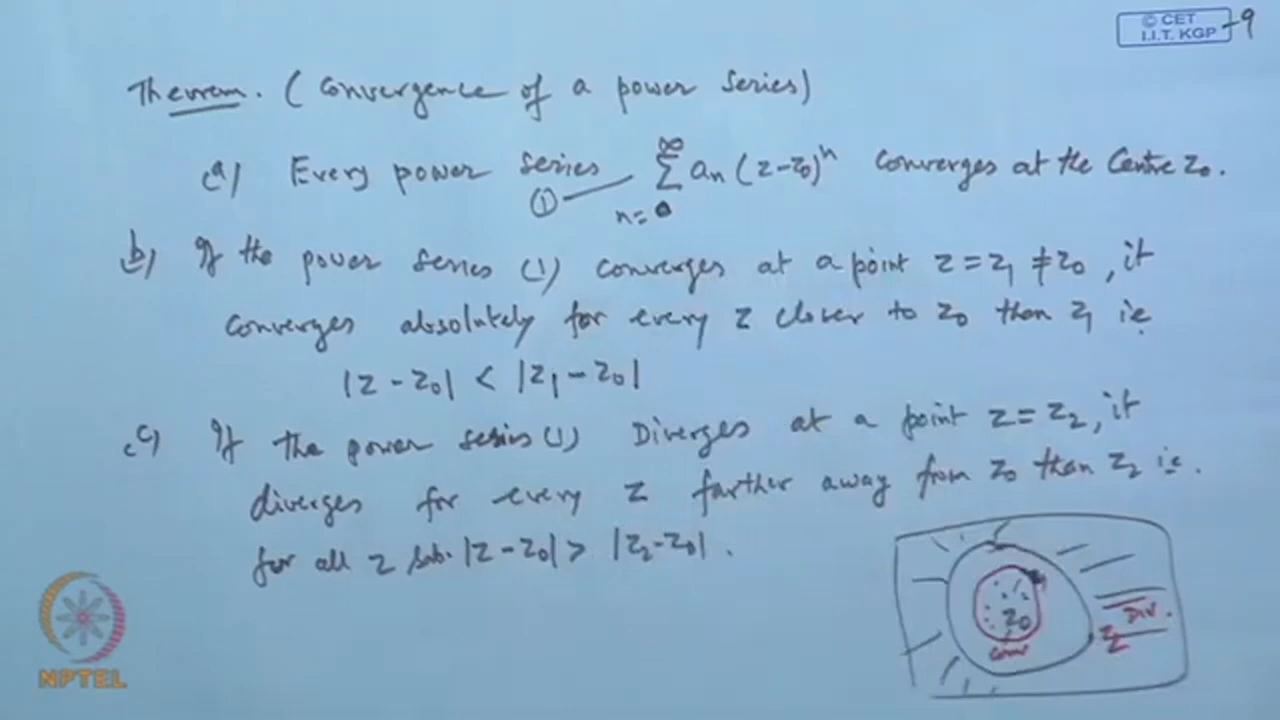 © CET
I.I.T. KGP
-9
Theorem. (Convergence of a power series)
(a) Every power series ∑ an (z-z0)^n converges at the Centre z0.
①
∞
n=0
b) If the power series (1) converges at a point z = z1 ≠ z0, it
converges absolutely for every z closer to z0 than z1 i.e
|z - z0| < |z1 - z0|
(c) If the power series (1) Diverges at a point z = z2, it
diverges for every z farther away from z0 than z2 i.e.
for all z |z - z0| > |z2-z0|.
z0
Conv
Div.
z2
NPTEL